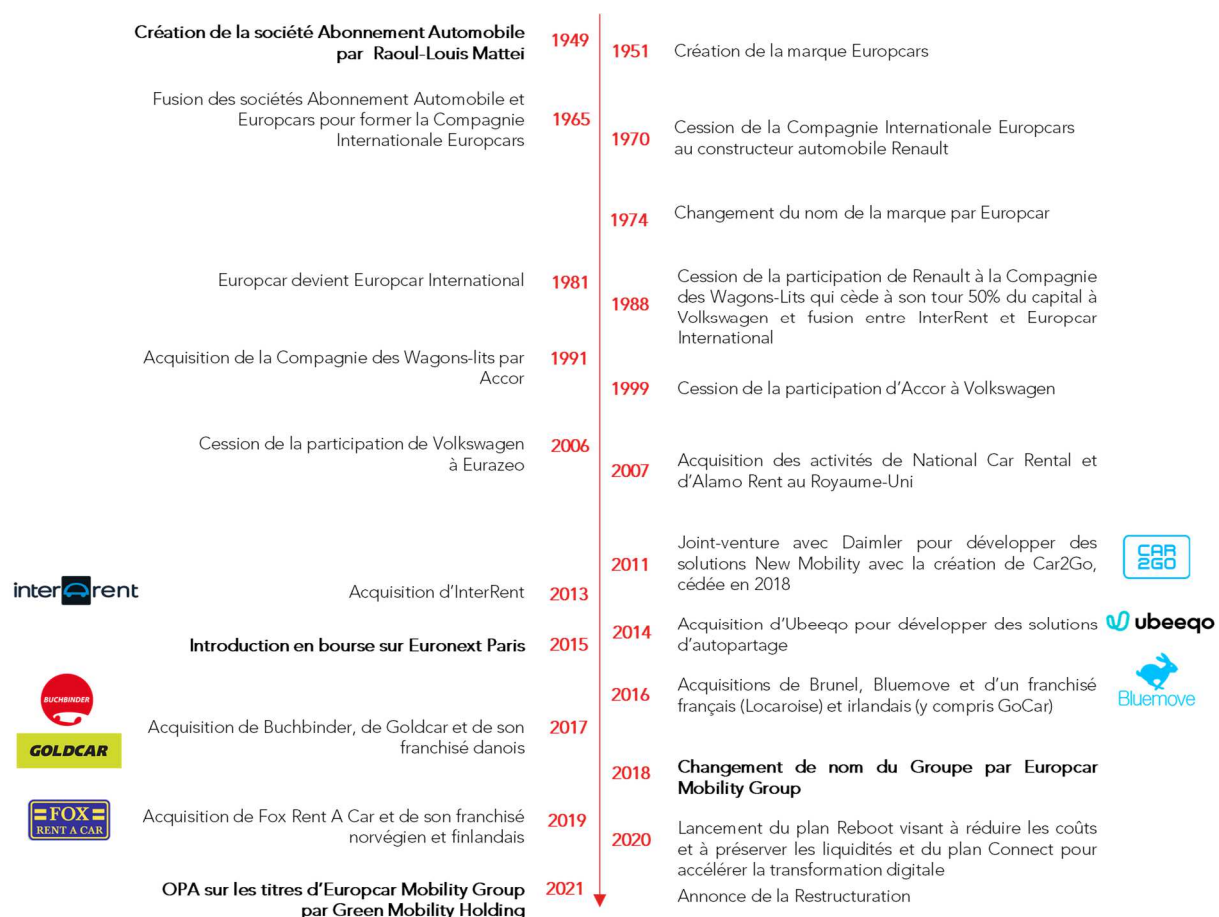 Création de la société Abonnement Automobile
par Raoul-Louis Mattei
1949
1951
Création de la marque Europcars
Fusion des sociétés Abonnement Automobile et
Europcars pour former la Compagnie
Internationale Europcars
1965
1970
Cession de la Compagnie Internationale Europcars
au constructeur automobile Renault
1974
Changement du nom de la marque par Europcar
Europcar devient Europcar International
1981
1988
Cession de la participation de Renault à la Compagnie
des Wagons-Lits qui cède à son tour 50% du capital à
Volkswagen et fusion entre InterRent et Europcar
International
Acquisition de la Compagnie des Wagons-lits par
Accor
1991
1999
Cession de la participation d'Accor à Volkswagen
Cession de la participation de Volkswagen
à Eurazeo
2006
2007
Acquisition des activités de National Car Rental et
d'Alamo Rent au Royaume-Uni
2011
Joint-venture avec Daimler pour développer des
solutions New Mobility avec la création de Car2Go,
cédée en 2018
CAR
2GO
inter rent
Acquisition d'InterRent
2013
2014
Acquisition d'Ubeeqo pour développer des solutions
d'autopartage
ubeeqo
Introduction en bourse sur Euronext Paris
2015
2016
Acquisitions de Brunel, Bluemove et d'un franchisé
français (Locaroise) et irlandais (y compris GoCar)
Bluemove
BUCHBINDER
GOLDCAR
Acquisition de Buchbinder, de Goldcar et de son
franchisé danois
2017
2018
Changement de nom du Groupe par Europcar
Mobility Group
FOX
RENT A CAR
Acquisition de Fox Rent A Car et de son franchisé
norvégien et finlandais
2019
2020
Lancement du plan Reboot visant à réduire les coûts
et à préserver les liquidités et du plan Connect pour
accélérer la transformation digitale
Annonce de la Restructuration
OPA sur les titres d'Europcar Mobility Group
par Green Mobility Holding
2021